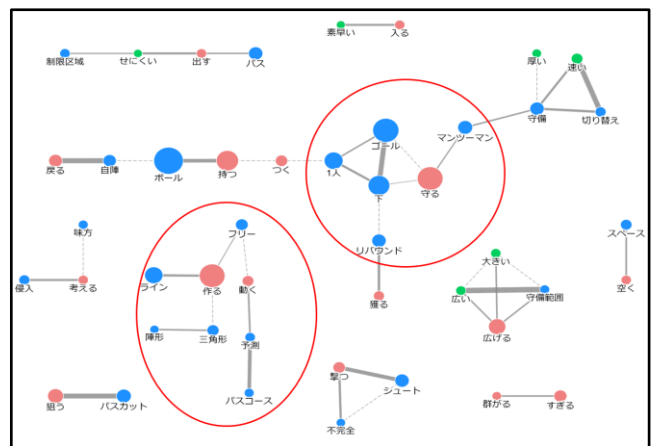 素早い
入る
制限区域
せにくい
出す
パス
厚い
速い
守備
切り替え
マンツーマン
ゴール
1人
下
守る
戻る
自陣
ボール
持つ
つく
リバウンド
獲る
味方
侵入
考える
フリー
ライン
作る
動く
陣形
三角形
予測
パスコース
スペース
空く
大きい
広い
守備範囲
広げる
狙う
パスカット
撃つ
シュート
不完全
群がる
すぎる